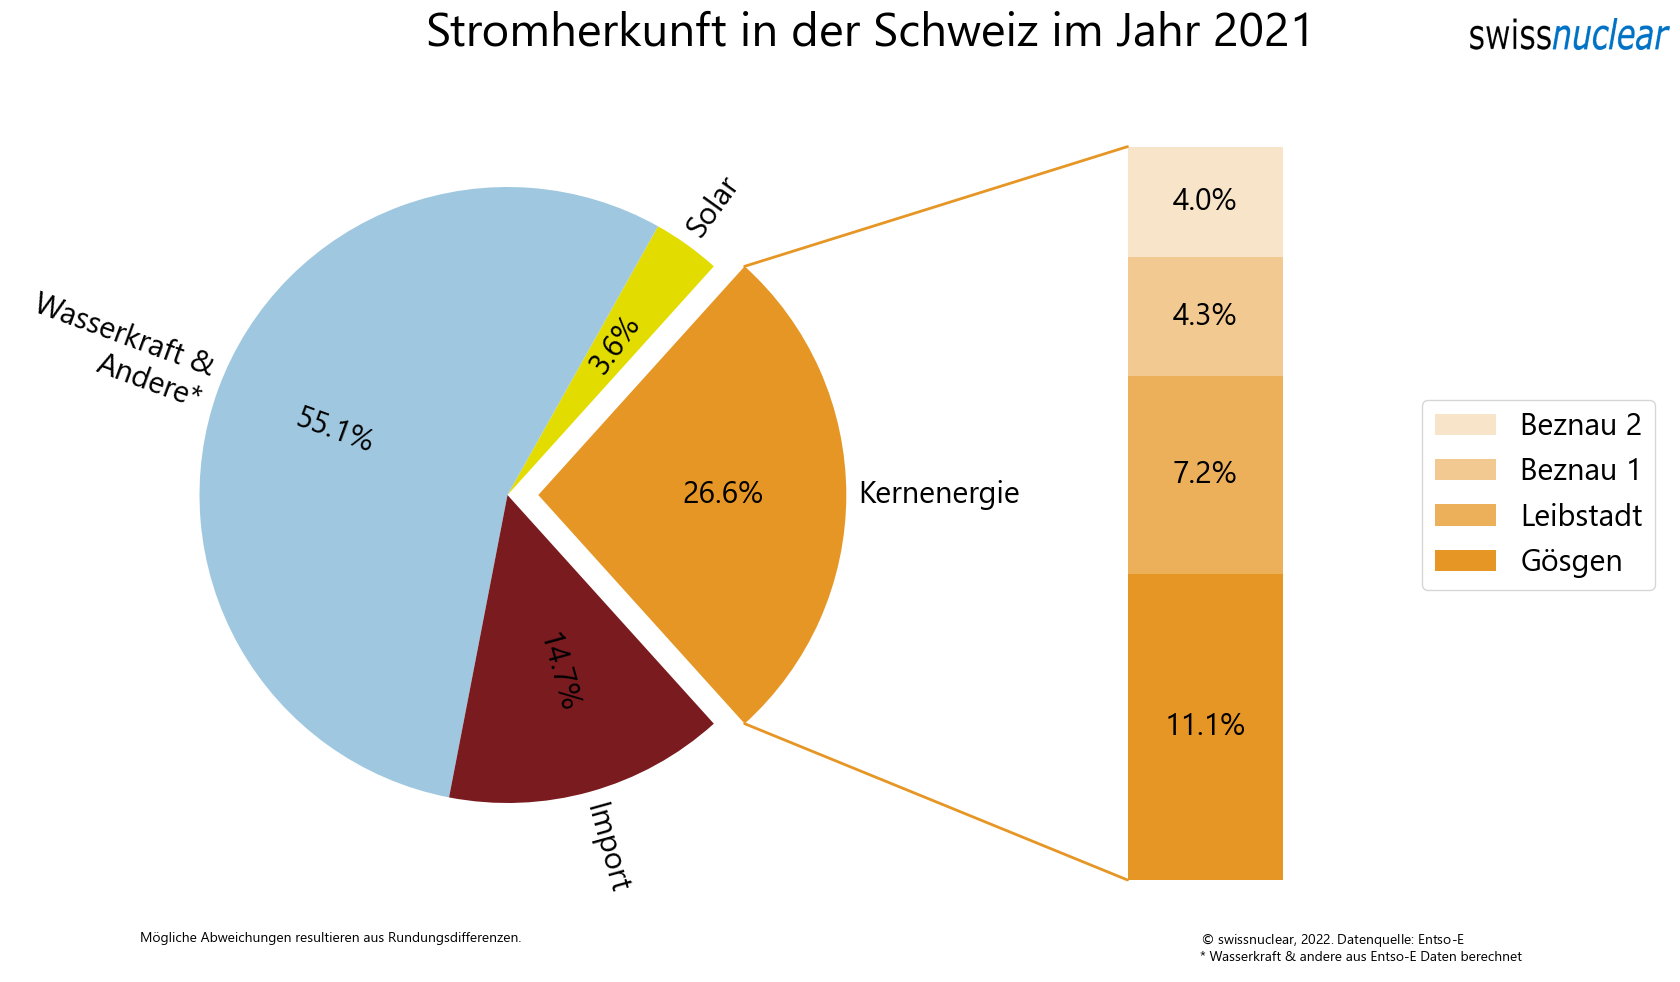 Stromherkunft in der Schweiz im Jahr 2021
swissnuclear
Solar
3.6%
Wasserkraft &
Andere*
55.1%
26.6%
Kernenergie
14.7%
Import
4.0%
4.3%
7.2%
11.1%
Beznau 2
Beznau 1
Leibstadt
Gösgen
Mögliche Abweichungen resultieren aus Rundungsdifferenzen.
© swissnuclear, 2022. Datenquelle: Entso-E
* Wasserkraft & andere aus Entso-E Daten berechnet